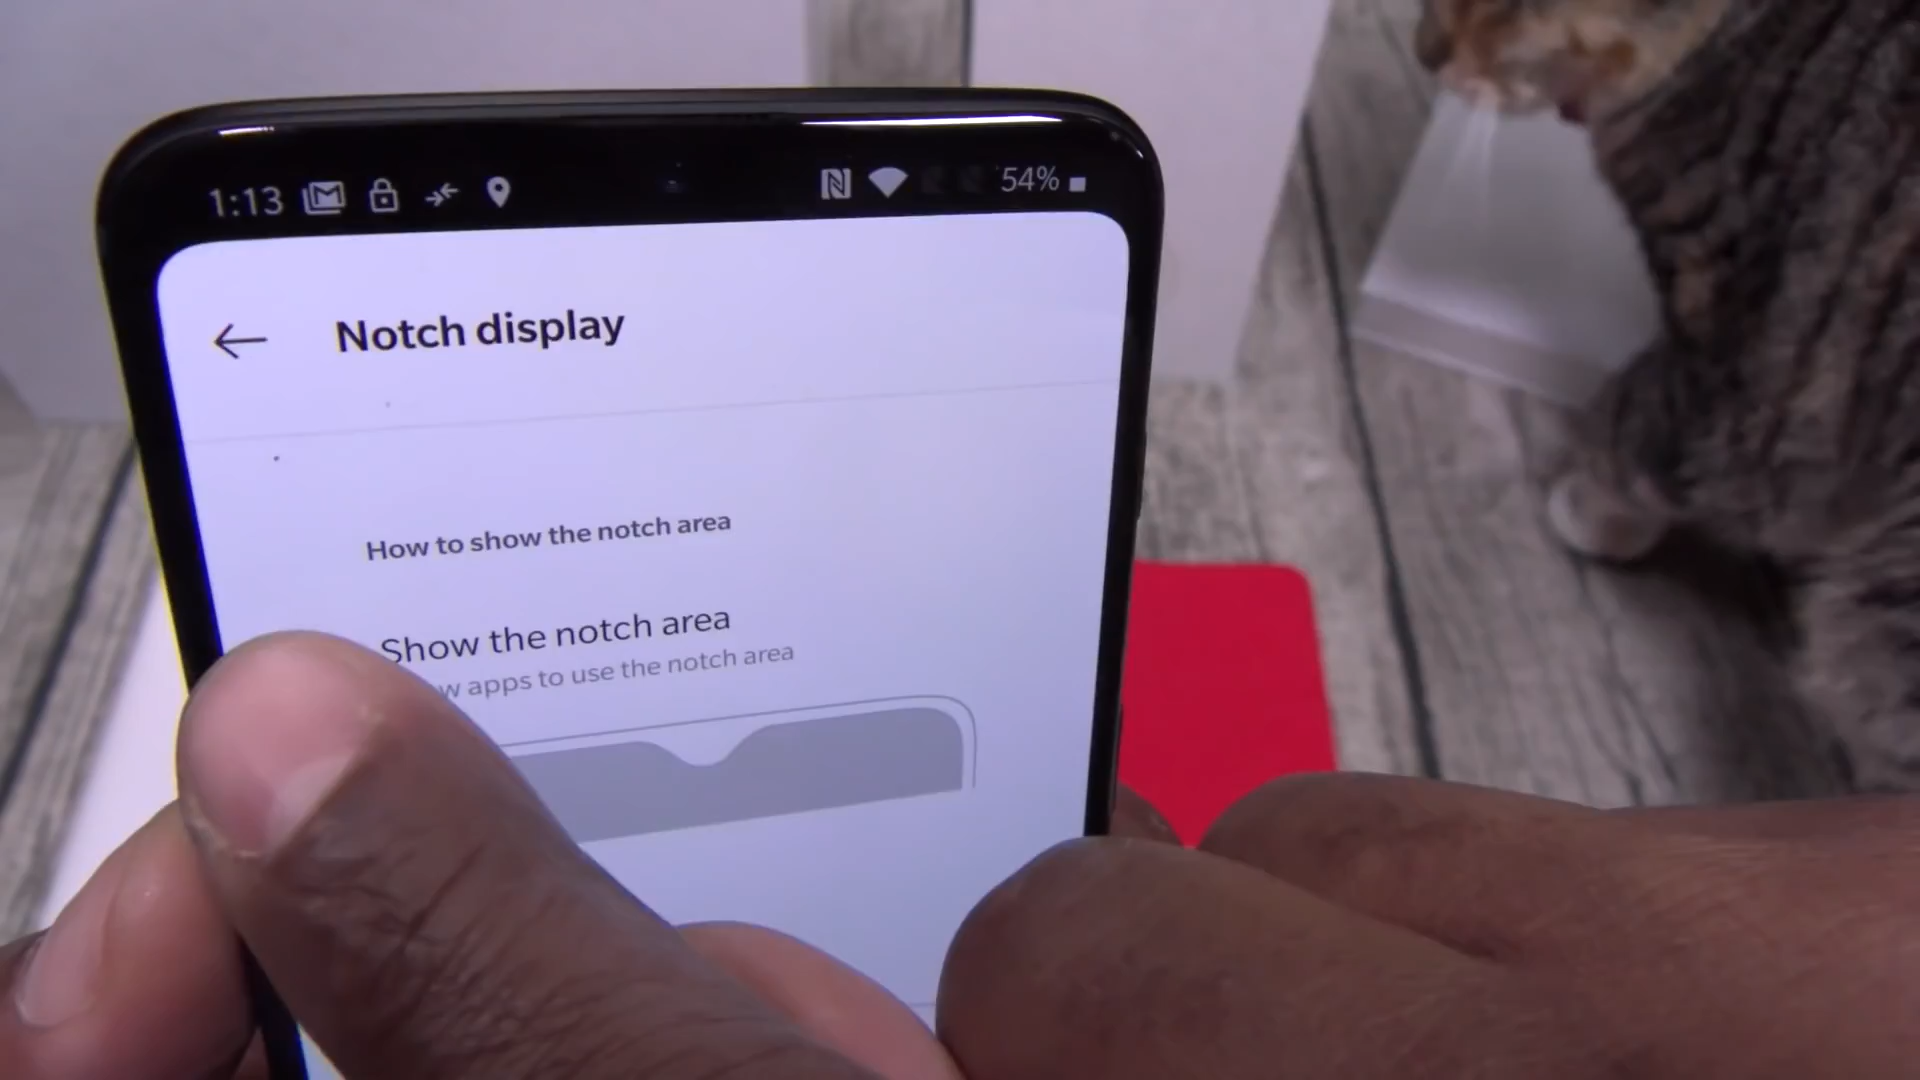 1:13 54%
Notch display
How to show the notch area
Show the notch area
apps to use the notch area